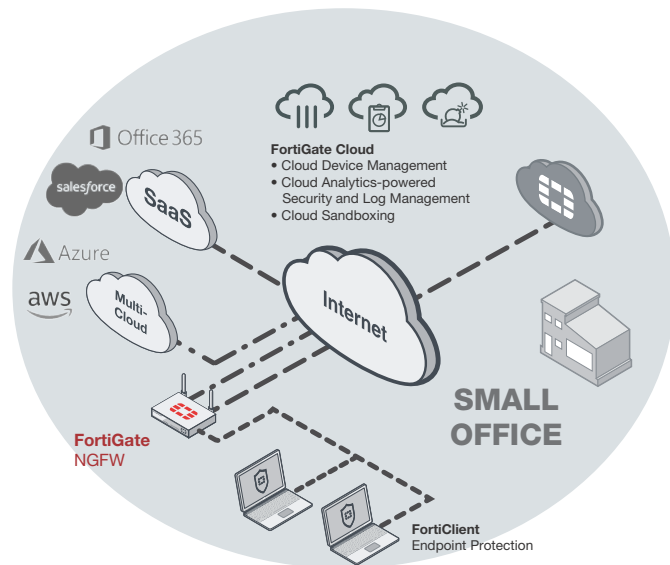 Office 365
salesforce
SaaS
Azure
aws
Multi-
Cloud
FortiGate Cloud
• Cloud Device Management
• Cloud Analytics-powered
Security and Log Management
• Cloud Sandboxing
Internet
FortiGate
NGFW
SMALL
OFFICE
FortiClient
Endpoint Protection